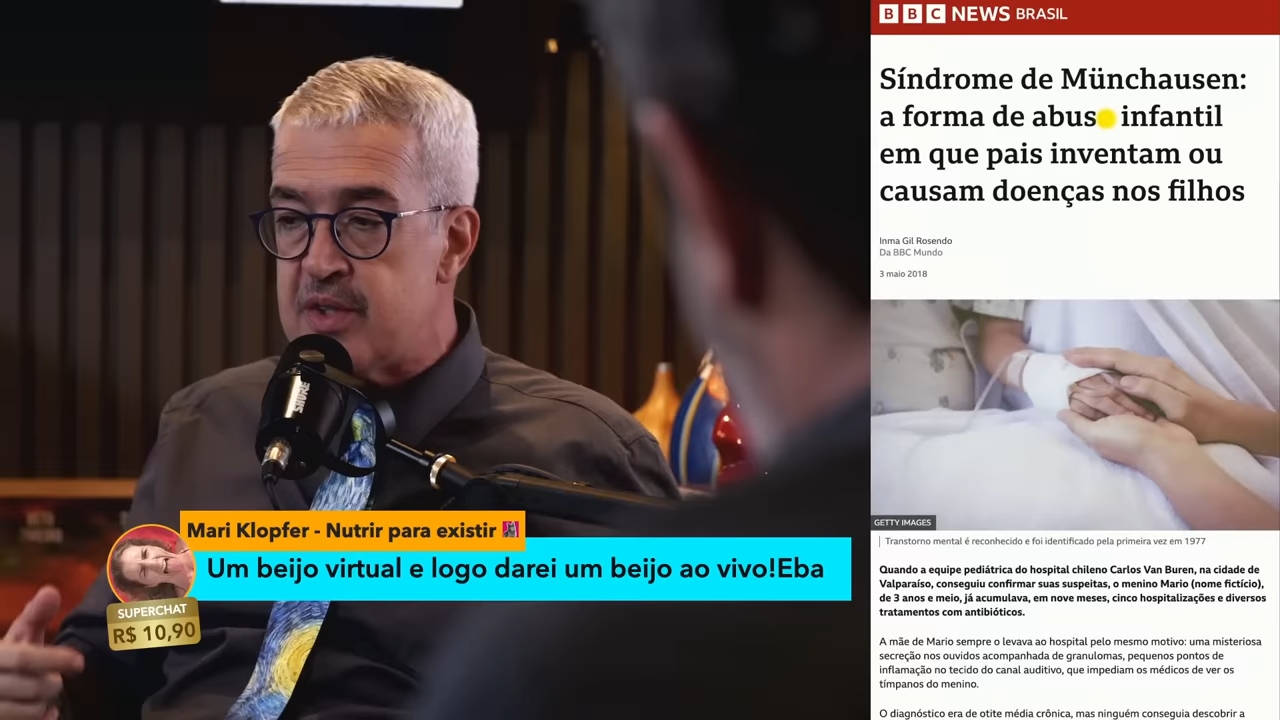 SHURE
Mari Klopfer - Nutrir para existir
Um beijo virtual e logo darei um beijo ao vivo!Eba
SUPERCHAT
R$ 10,90
BBC NEWS BRASIL
Síndrome de Münchausen:
a forma de abuso infantil
em que pais inventam ou
causam doenças nos filhos
Inma Gil Rosendo
Da BBC Mundo
3 maio 2018
GETTY IMAGES
Transtorno mental é reconhecido e foi identificado pela primeira vez em 1977
Quando a equipe pediátrica do hospital chileno Carlos Van Buren, na cidade de
Valparaíso, conseguiu confirmar suas suspeitas, o menino Mario (nome fictício),
de 3 anos e meio, já acumulava, em nove meses, cinco hospitalizações e diversos
tratamentos com antibióticos.
A mãe de Mario sempre o levava ao hospital pelo mesmo motivo: uma misteriosa
secreção nos ouvidos acompanhada de granulomas, pequenos pontos de
inflamação no tecido do canal auditivo, que impediam os médicos de ver os
tímpanos do menino.
O diagnóstico era de otite média crônica, mas ninguém conseguia descobrir a